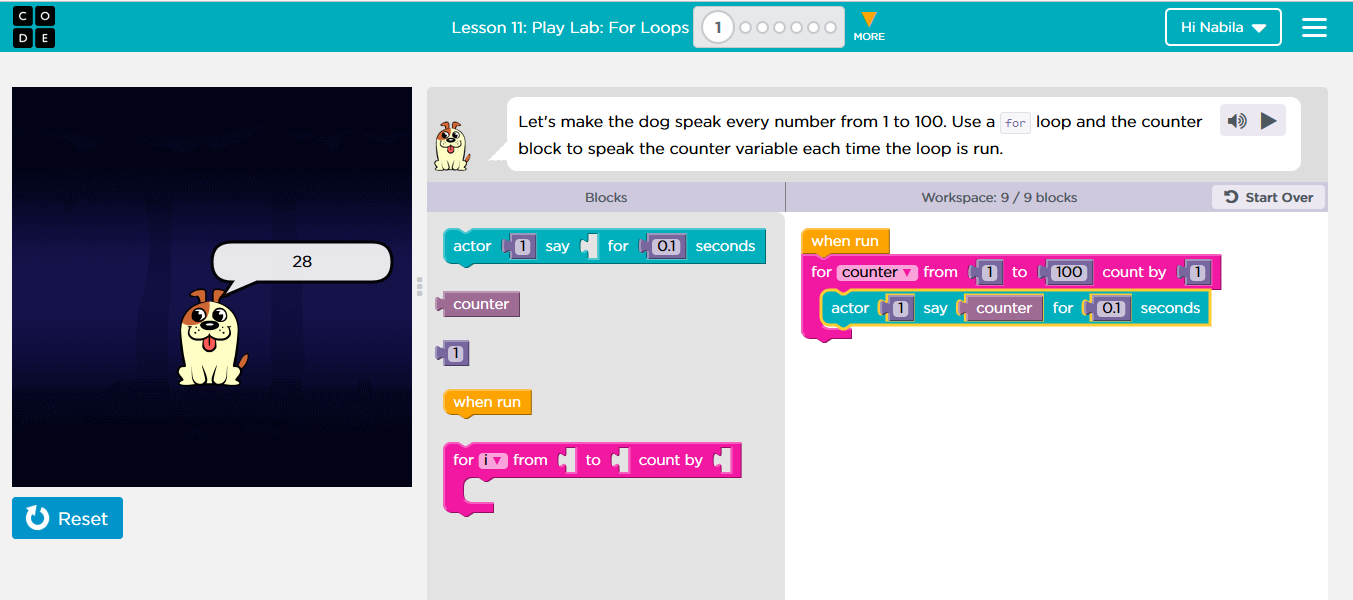 CODE
Lesson 11: Play Lab: For Loops 1 MORE Hi Nabila
Let's make the dog speak every number from 1 to 100. Use a for loop and the counter
block to speak the counter variable each time the loop is run.
Blocks Workspace: 9 / 9 blocks Start Over
28
Reset
actor 1 say for 0.1 seconds
counter
1
when run
for i from to count by
when run
for counter from 1 to 100 count by 1
actor 1 say counter for 0.1 seconds